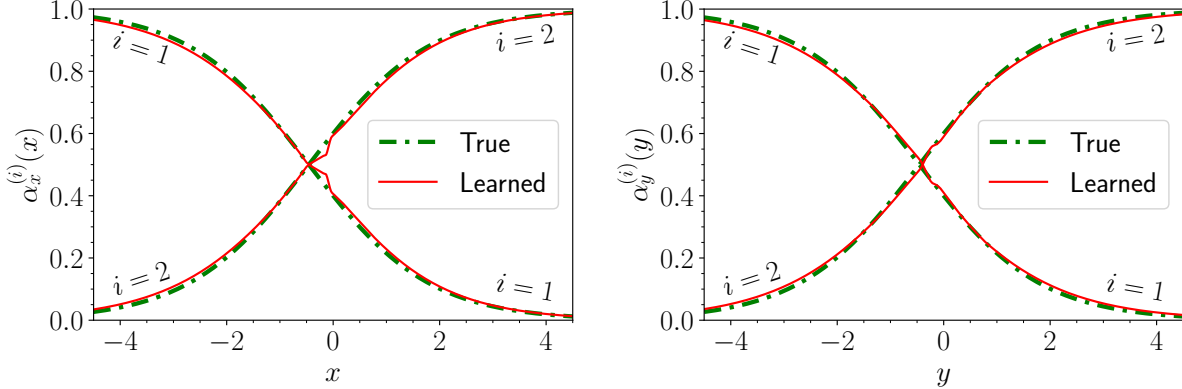 1.0
0.8
0.6
0.4
0.2
0.0
−4
−2
0
2
4
x
α_x^{(i)}(x)
i = 1
i = 2
i = 2
i = 1
True
Learned
1.0
0.8
0.6
0.4
0.2
0.0
−4
−2
0
2
4
y
α_y^{(i)}(y)
i = 1
i = 2
i = 2
i = 1
True
Learned